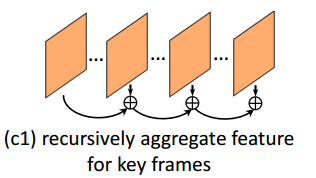 ... ... ...
(c1) recursively aggregate feature
for key frames